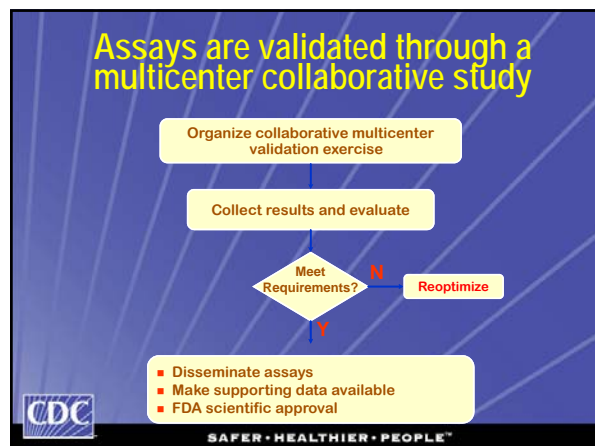 Assays are validated through a
multicenter collaborative study
Organize collaborative multicenter
validation exercise
Collect results and evaluate
Meet
Requirements?
N
Reoptimize
Y
■ Disseminate assays
■ Make supporting data available
■ FDA scientific approval
CDC
SAFER • HEALTHIER • PEOPLE™